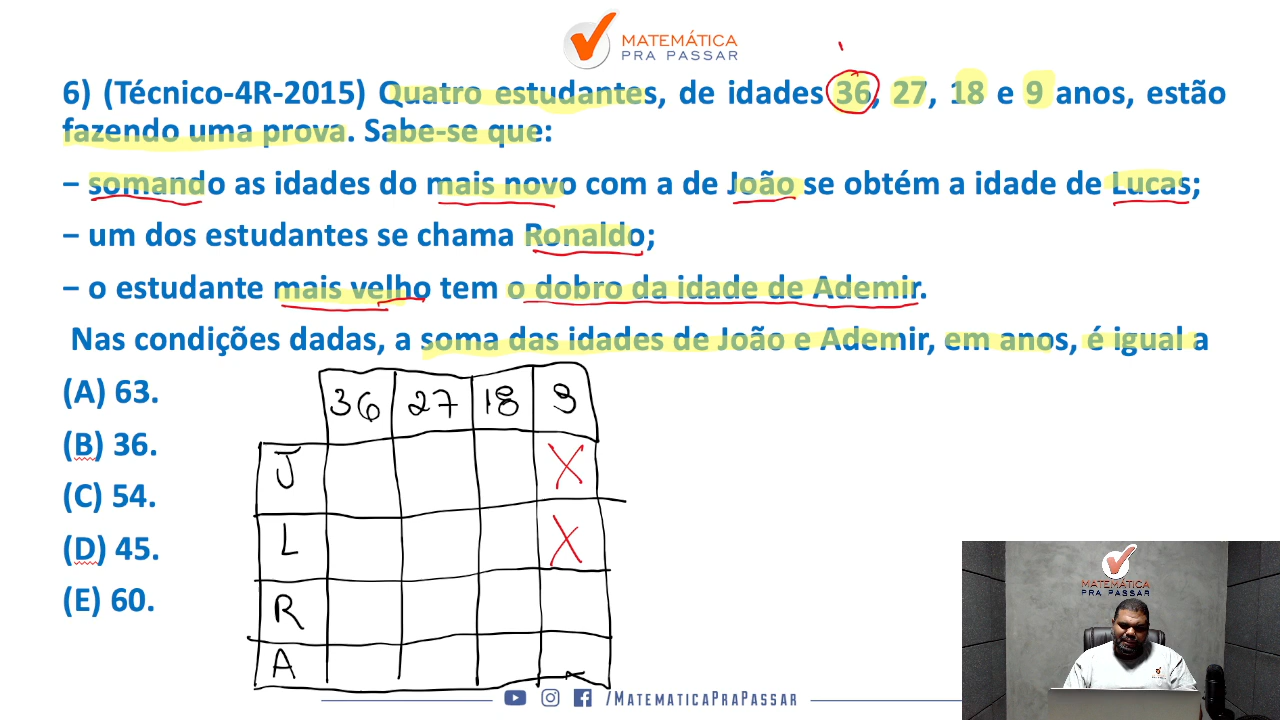 MATEMÁTICA
PRA PASSAR
6) (Técnico-4R-2015) Quatro estudantes, de idades 36, 27, 18 e 9 anos, estão
fazendo uma prova. Sabe-se que:
− somando as idades do mais novo com a de João se obtém a idade de Lucas;
− um dos estudantes se chama Ronaldo;
− o estudante mais velho tem o dobro da idade de Ademir.
Nas condições dadas, a soma das idades de João e Ademir, em anos, é igual a
(A) 63.
(B) 36.
(C) 54.
(D) 45.
(E) 60.
36 27 18 9
J X
L X
R
A
MATEMÁTICA
PRA PASSAR
/MATEMATICAPRAPASSAR